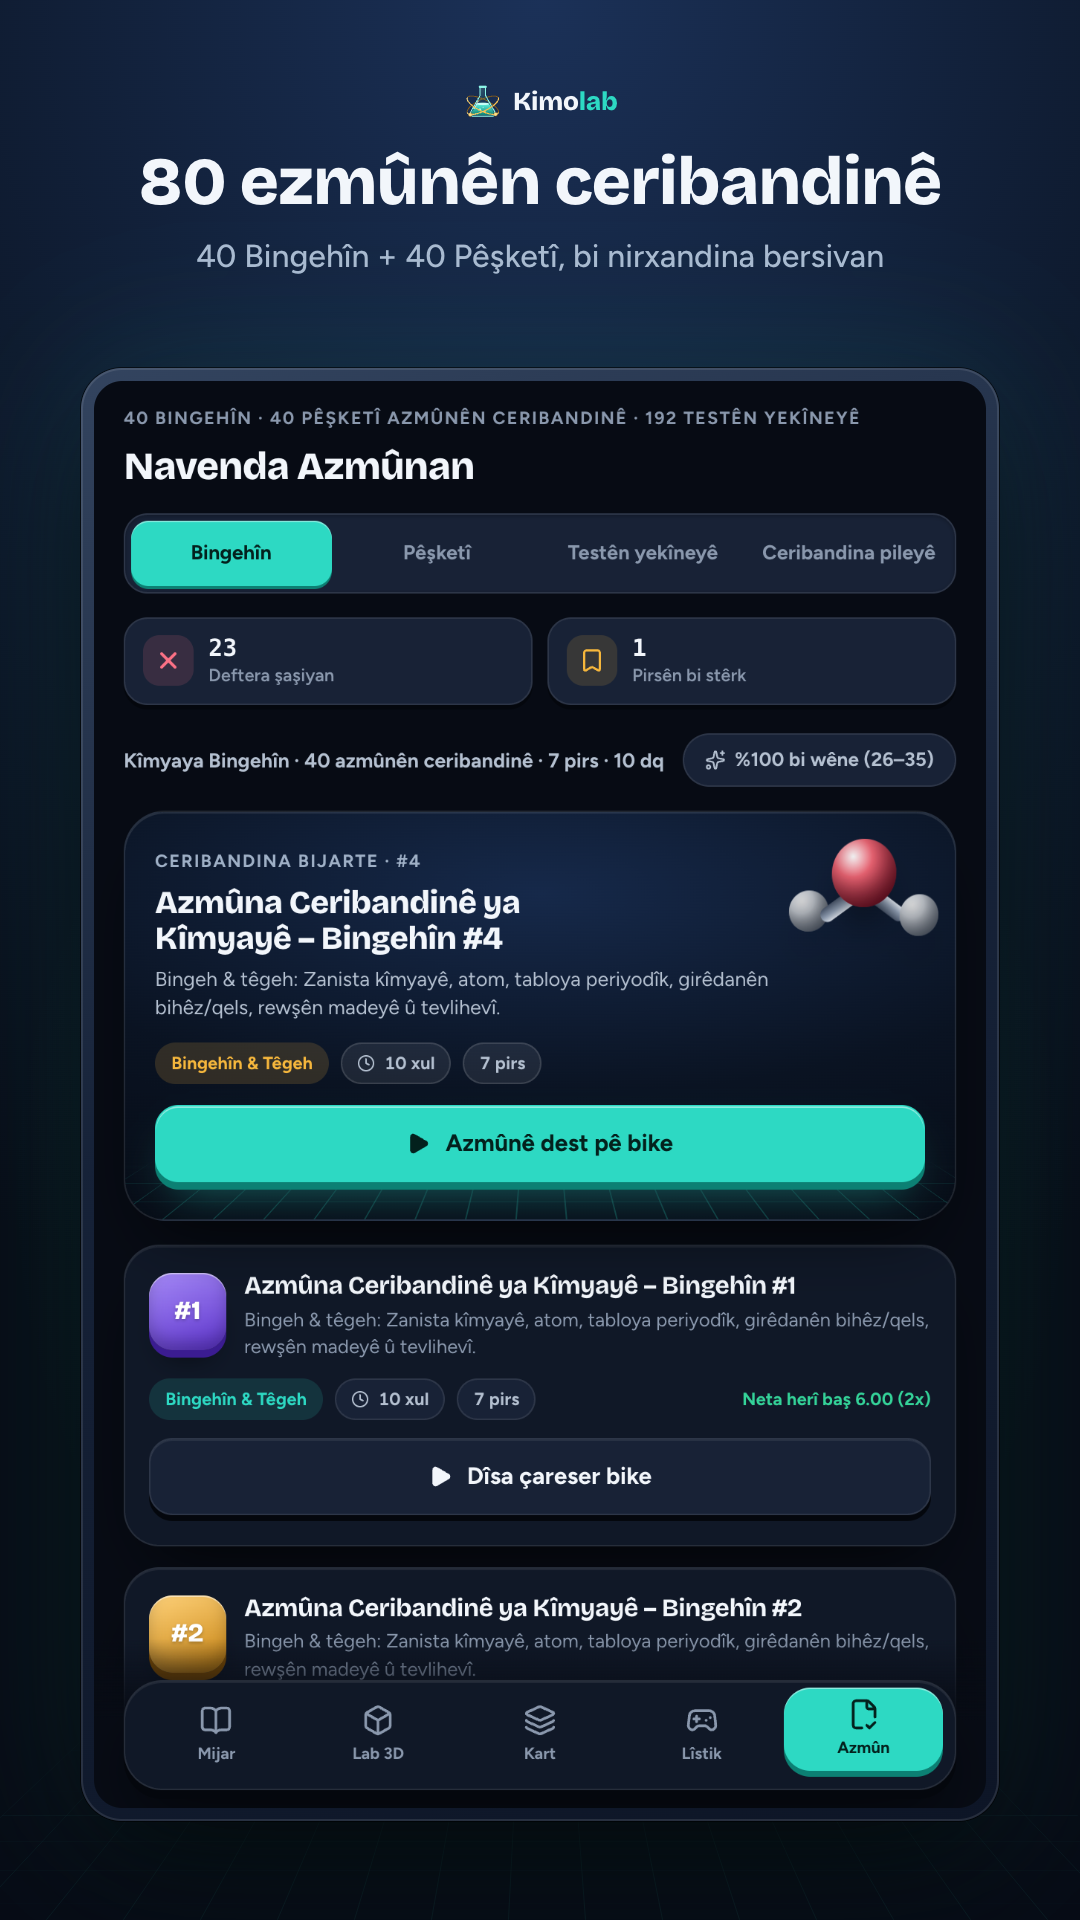 Kimolab
80 ezmûnên ceribandinê
40 Bingehîn + 40 Pêşketî, bi nirxandina bersivan
40 BINGEHÎN · 40 PÊŞKETÎ AZMÛNÊN CERIBANDINÊ · 192 TESTÊN YEKÎNEYÊ
Navenda Azmûnan
Bingehîn
Pêşketî
Testên yekîneyê
Ceribandina pileyê
23
Deftera şaşiyan
1
Pirsên bi stêrk
Kîmyaya Bingehîn · 40 azmûnên ceribandinê · 7 pirs · 10 dq
%100 bi wêne (26–35)
CERIBANDINA BIJARTE · #4
Azmûna Ceribandinê ya
Kîmyayê – Bingehîn #4
Bingeh & têgeh: Zanista kîmyayê, atom, tabloya periyodîk, girêdanên
bihêz/qels, rewşên madeyê û tevlihevî.
Bingehîn & Têgeh
10 xul
7 pirs
Azmûnê dest pê bike
#1
Azmûna Ceribandinê ya Kîmyayê – Bingehîn #1
Bingeh & têgeh: Zanista kîmyayê, atom, tabloya periyodîk, girêdanên bihêz/qels,
rewşên madeyê û tevlihevî.
Bingehîn & Têgeh
10 xul
7 pirs
Neta herî baş 6.00 (2x)
Dîsa çareser bike
#2
Azmûna Ceribandinê ya Kîmyayê – Bingehîn #2
Bingeh & têgeh: Zanista kîmyayê, atom, tabloya periyodîk, girêdanên bihêz/qels,
rewşên madeyê û tevlihevî.
Mijar
Lab 3D
Kart
Lîstik
Azmûn